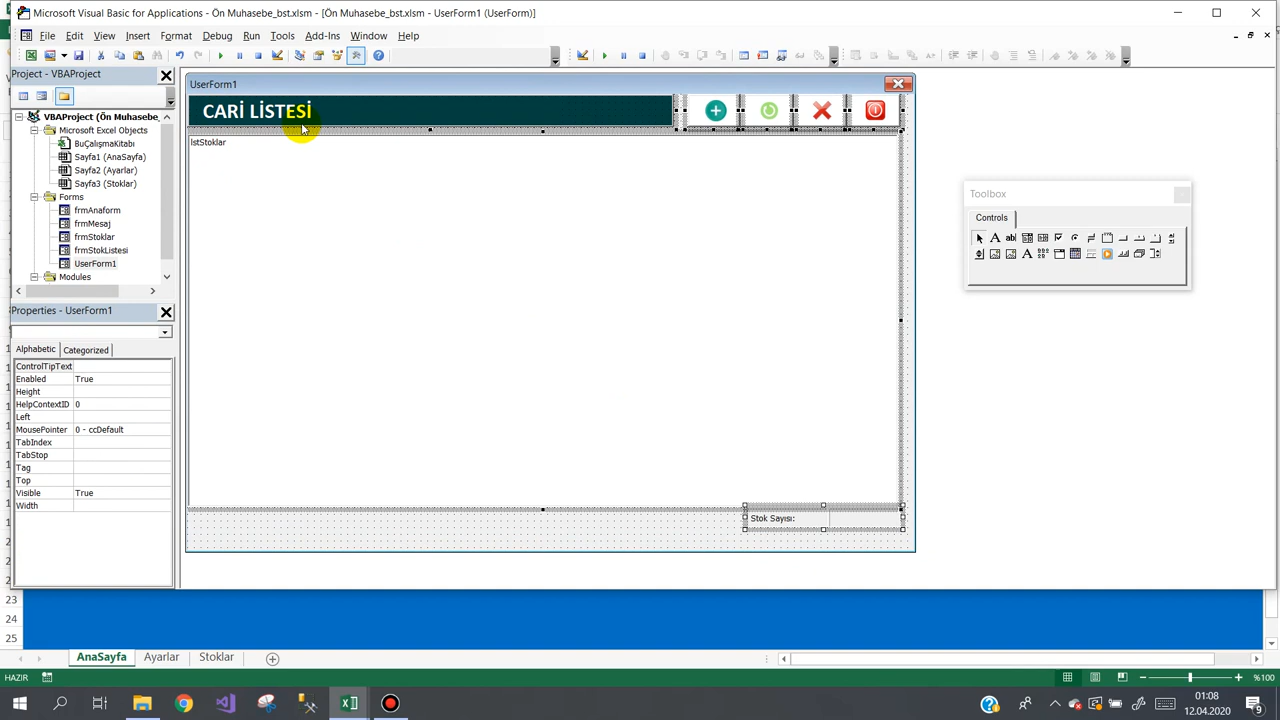 Microsoft Visual Basic for Applications - Ön Muhasebe_bst.xlsm - [Ön Muhasebe_bst.xlsm - UserForm1 (UserForm)]
File Edit View Insert Format Debug Run Tools Add-Ins Window Help
Project - VBAProject
VBAProject (Ön Muhasebe_
Microsoft Excel Objects
BuÇalışmaKitabı
Sayfa1 (AnaSayfa)
Sayfa2 (Ayarlar)
Sayfa3 (Stoklar)
Forms
frmAnaform
frmMesaj
frmStoklar
frmStokListesi
UserForm1
Modules
Properties - UserForm1
Alphabetic Categorized
ControlTipText
Enabled True
Height
HelpContextID 0
Left
MousePointer 0 - ccDefault
TabIndex
TabStop
Tag
Top
Visible True
Width
UserForm1
CARİ LİSTESİ
lstStoklar
Stok Sayısı:
Toolbox
Controls
23
24
25
AnaSayfa Ayarlar Stoklar
HAZIR
%100
01:08
12.04.2020